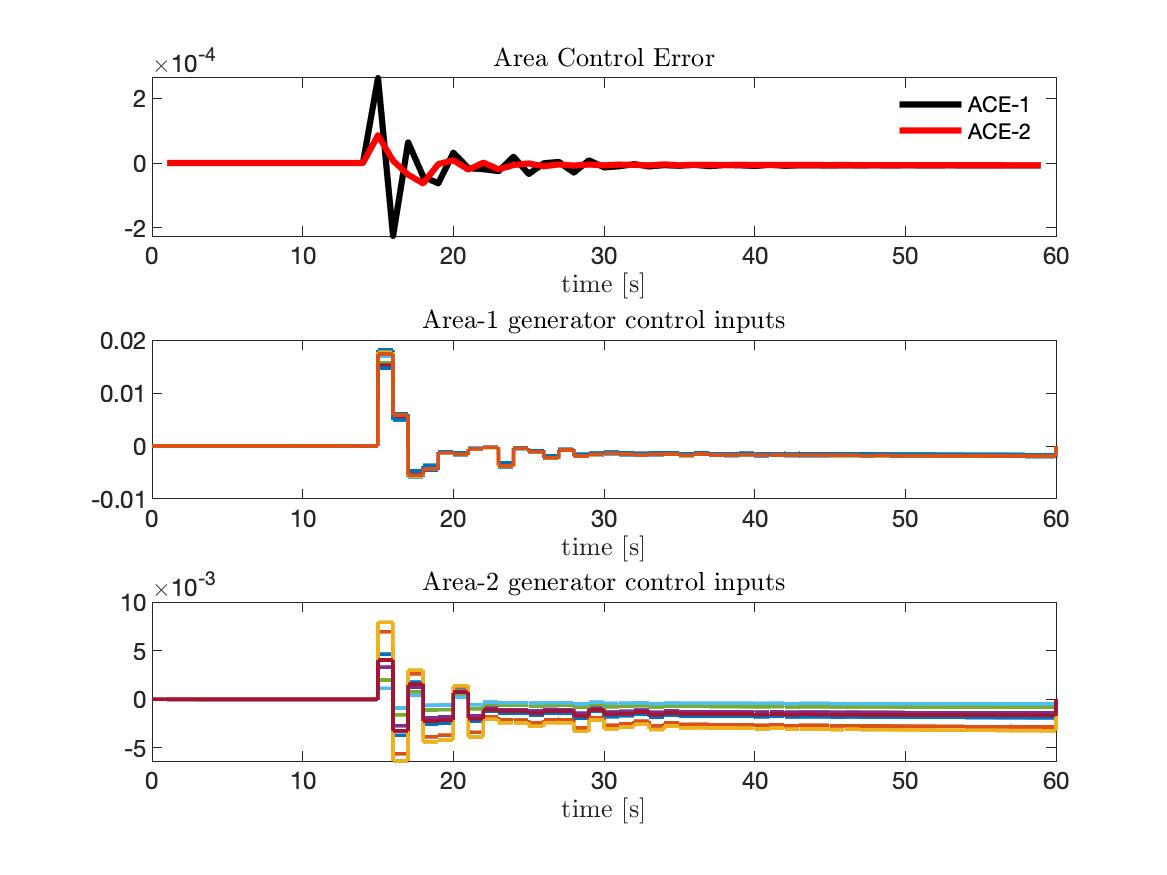 Area Control Error
×10-4
2
0
-2
ACE-1
ACE-2
0 10 20 30 40 50 60
time [s]
Area-1 generator control inputs
0.02
0.01
0
-0.01
0 10 20 30 40 50 60
time [s]
Area-2 generator control inputs
×10-3
10
5
0
-5
0 10 20 30 40 50 60
time [s]